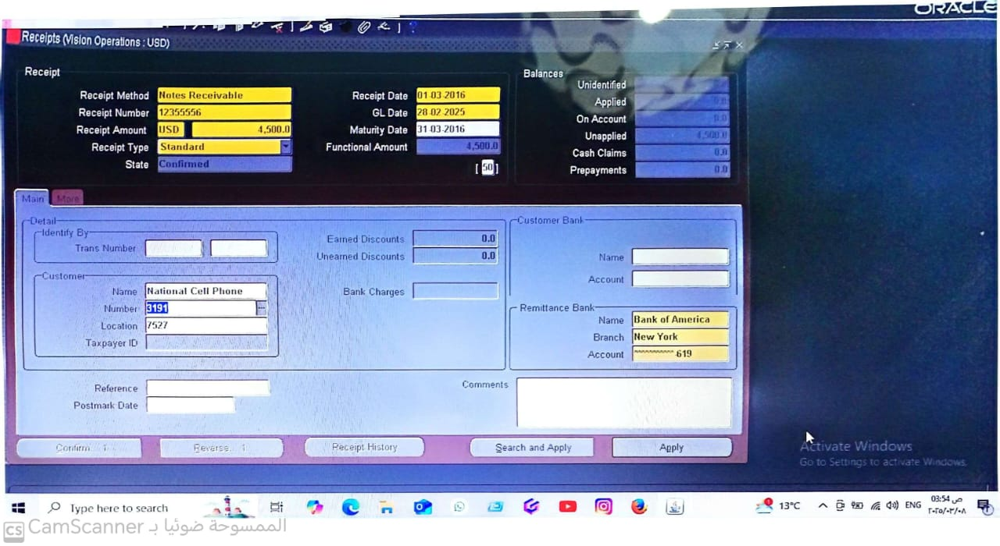 ORACLE
Receipts (Vision Operations : USD)
Receipt
Receipt Method Notes Receivable
Receipt Number 12355556
Receipt Amount USD 4,500.0
Receipt Type Standard
State Confirmed
Receipt Date 01-03-2016
GL Date 28-02-2025
Maturity Date 31-03-2016
Functional Amount 4,500.0
[ 50 ]
Balances
Unidentified
Applied 0.0
On Account 0.0
Unapplied 4,500.0
Cash Claims 0.0
Prepayments 0.0
Main More
Detail
Identify By
Trans Number
Customer
Name National Cell Phone
Number 3191
Location 7527
Taxpayer ID
Earned Discounts 0.0
Unearned Discounts 0.0
Bank Charges
Customer Bank
Name
Account
Remittance Bank
Name Bank of America
Branch New York
Account -619
Reference
Postmark Date
Comments
Confirm 1
Reverse. 1
Receipt History
Search and Apply
Apply
Activate Windows
Go to Settings to activate Windows.
Type here to search
13°C
ENG
03:54 ص
٢٠٢٥/٠٣/٠٨
CS CamScanner الممسوحة ضوئيا بـ